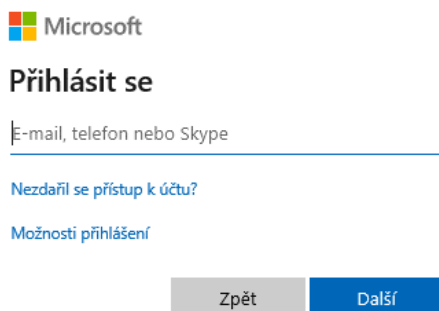 Microsoft
Přihlásit se
E-mail, telefon nebo Skype
Nezdařil se přístup k účtu?
Možnosti přihlášení
Zpět Další